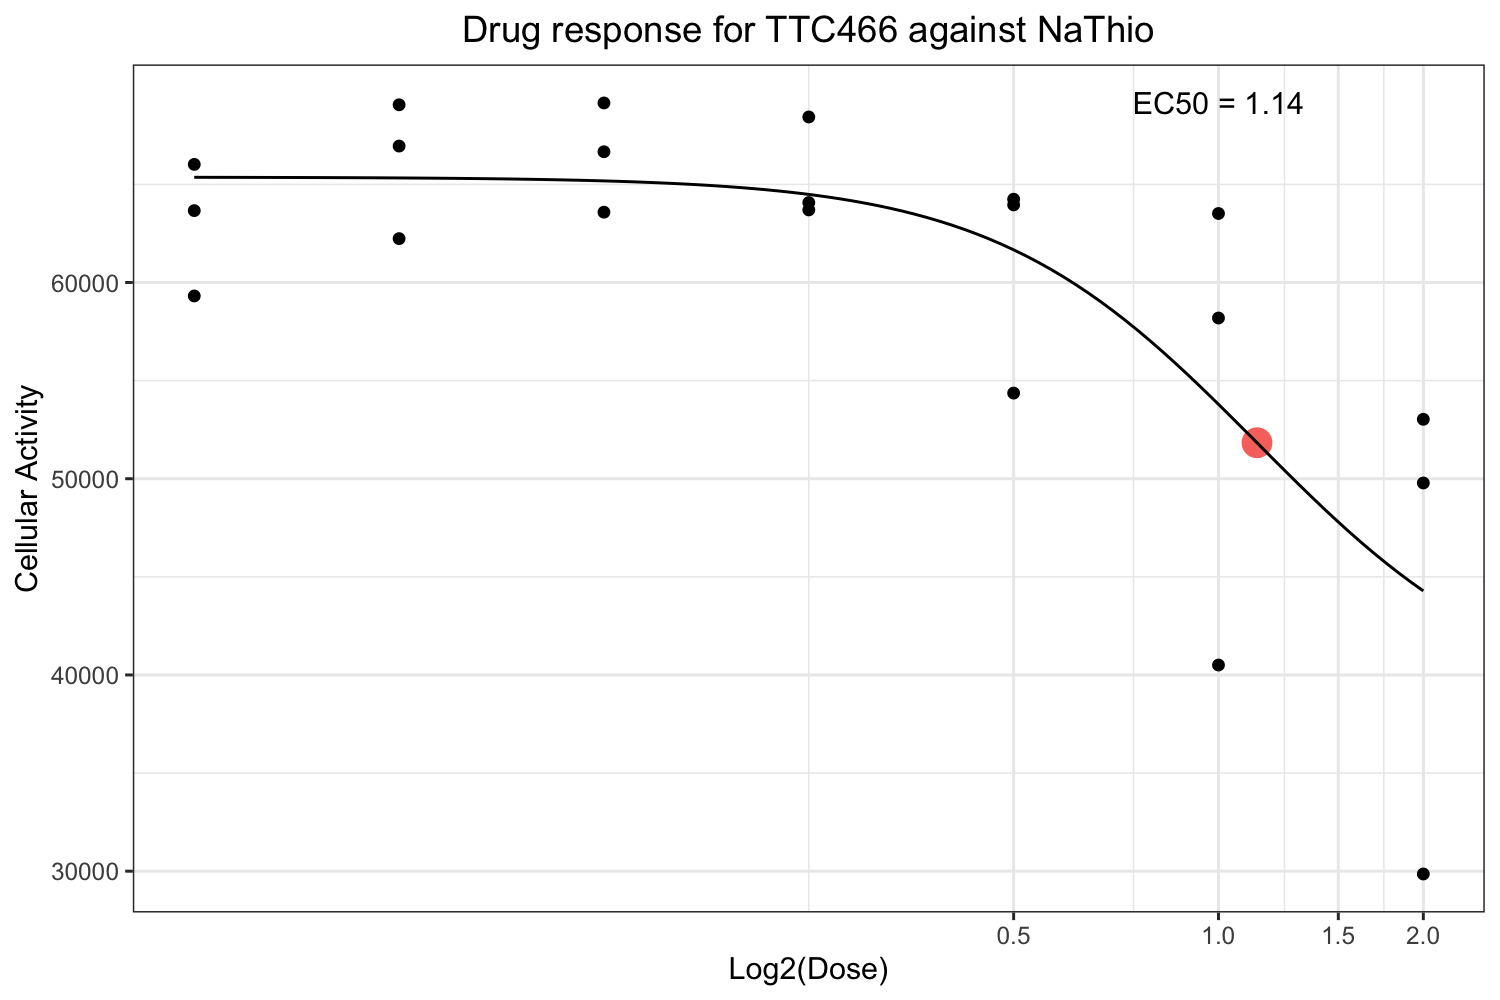 Drug response for TTC466 against NaThio
EC50 = 1.14
Cellular Activity
60000
50000
40000
30000
0.5 1.0 1.5 2.0
Log2(Dose)